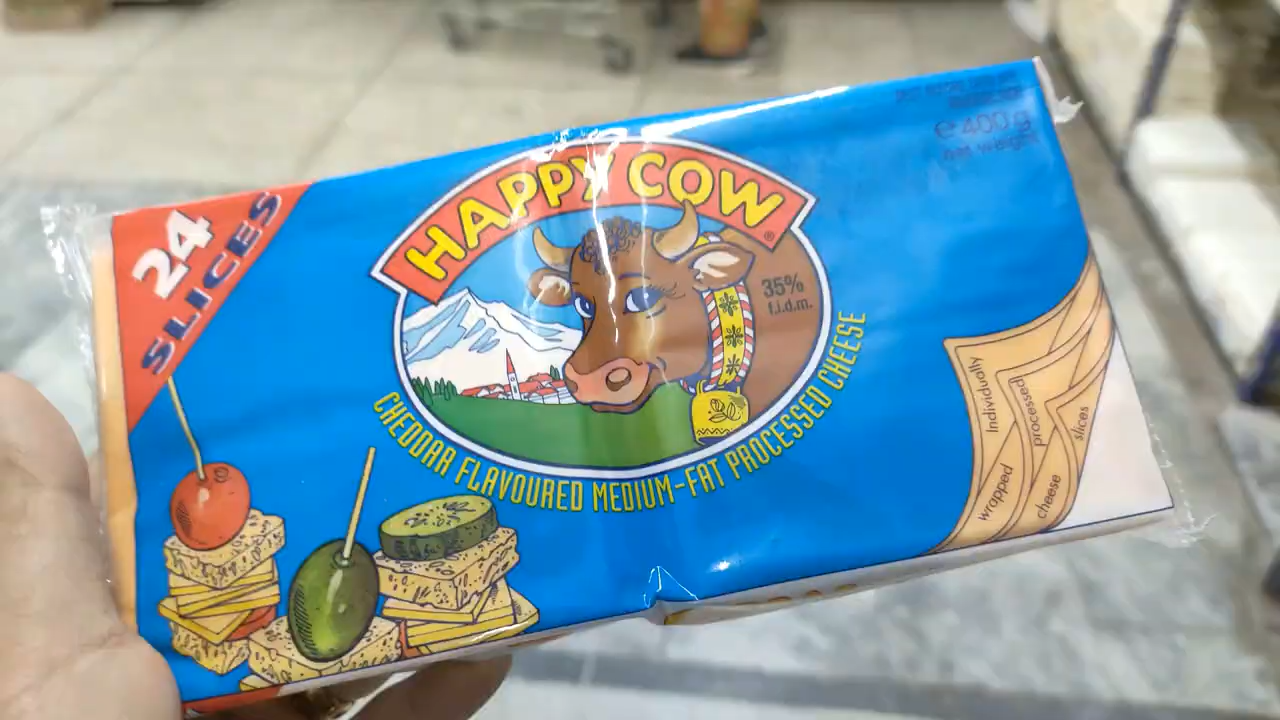 24
SLICES
HAPPY COW
®
35%
f.i.d.m.
CHEDDAR FLAVOURED MEDIUM-FAT PROCESSED CHEESE
e 400 g
net weight
Individually
wrapped
processed
cheese
slices